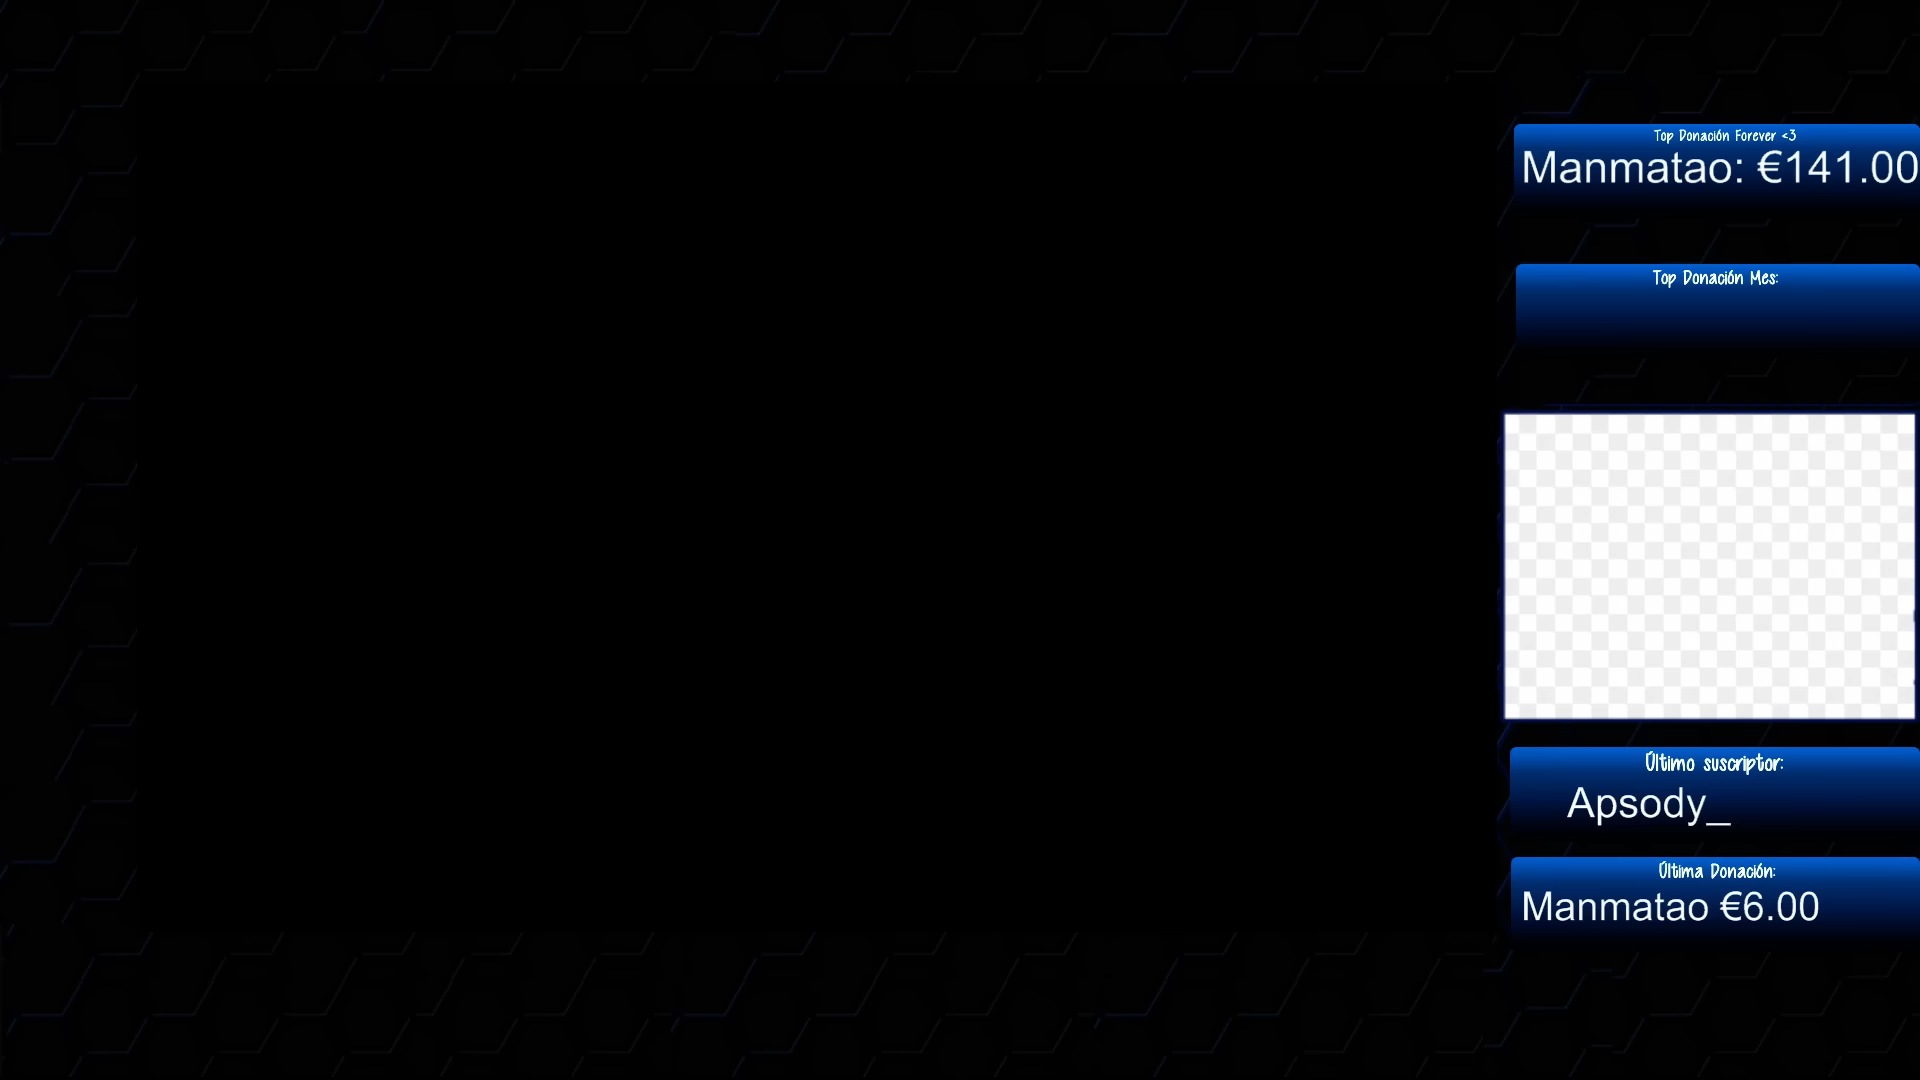 Top Donación Forever <3
Manmatao: €141.00
Top Donación Mes:
Último suscriptor:
Apsody_
Última Donación:
Manmatao €6.00